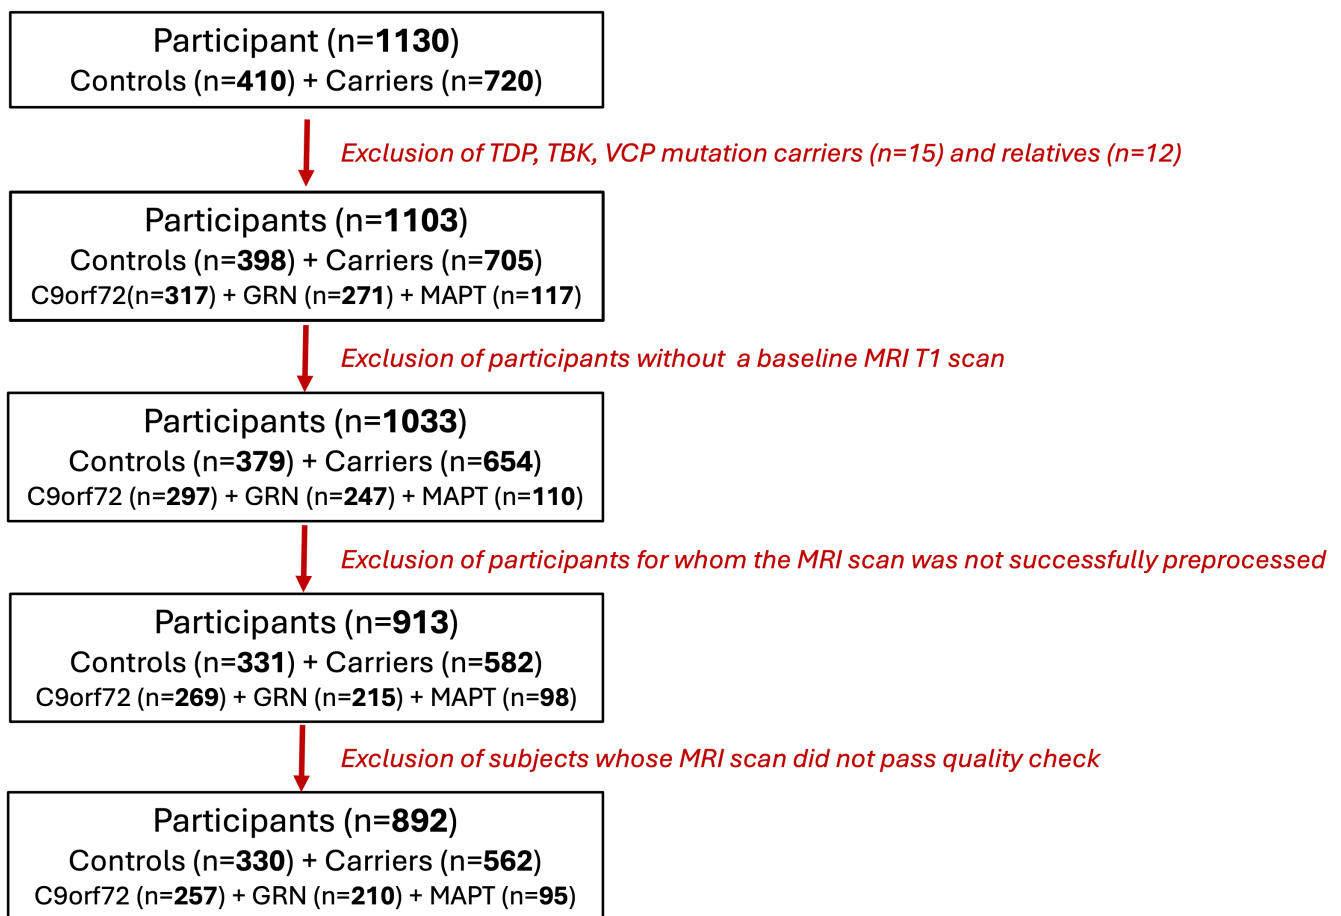 Participant (n=1130)
Controls (n=410) + Carriers (n=720)
Exclusion of TDP, TBK, VCP mutation carriers (n=15) and relatives (n=12)
Participants (n=1103)
Controls (n=398) + Carriers (n=705)
C9orf72(n=317) + GRN (n=271) + MAPT (n=117)
Exclusion of participants without  a baseline MRI T1 scan
Participants (n=1033)
Controls (n=379) + Carriers (n=654)
C9orf72 (n=297) + GRN (n=247) + MAPT (n=110)
Exclusion of participants for whom the MRI scan was not successfully preprocessed
Participants (n=913)
Controls (n=331) + Carriers (n=582)
C9orf72 (n=269) + GRN (n=215) + MAPT (n=98)
Exclusion of subjects whose MRI scan did not pass quality check
Participants (n=892)
Controls (n=330) + Carriers (n=562)
C9orf72 (n=257) + GRN (n=210) + MAPT (n=95)